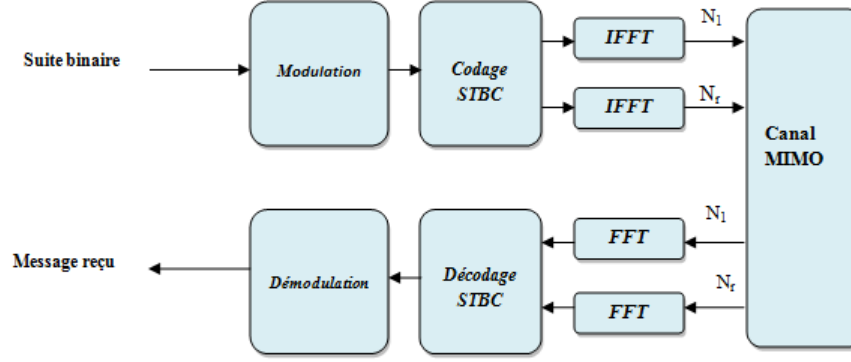 Suite binaire
Modulation
Codage
STBC
IFFT
N1
IFFT
Nr
Canal
MIMO
Message reçu
Démodulation
Décodage
STBC
FFT
N1
FFT
Nr